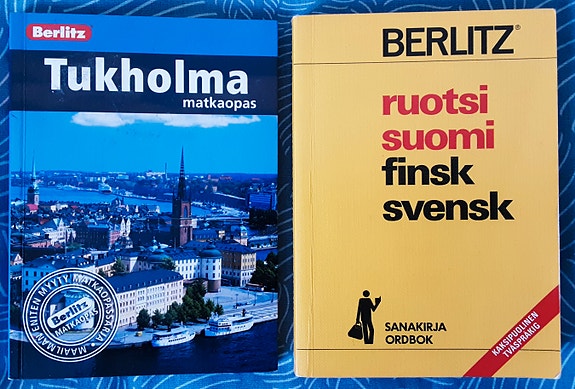 Berlitz
Tukholma
matkaopas
MAAILMAN ENITEN MYYTY MATKAOPASSARJA
Berlitz
MATKAOPAS
BERLITZ®
ruotsi
suomi
finsk
svensk
SANAKIRJA
ORDBOK
KAKSIPUOLINEN
TVÅSPRÅKIG